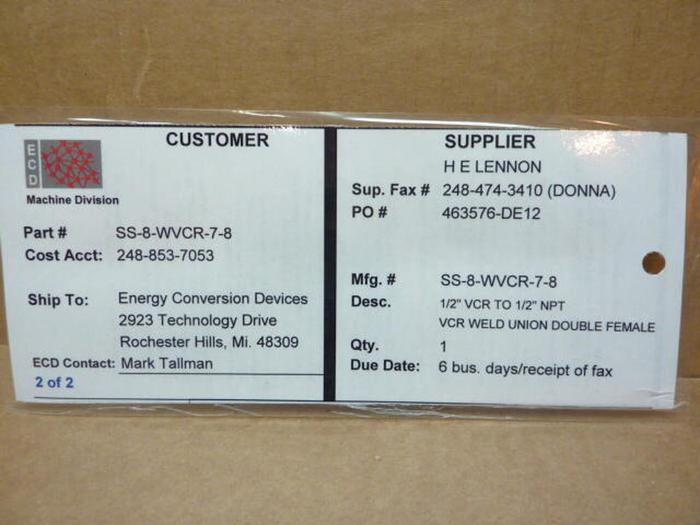 CUSTOMER
ECD
Machine Division
Part # SS-8-WVCR-7-8
Cost Acct: 248-853-7053
Ship To: Energy Conversion Devices
2923 Technology Drive
Rochester Hills, Mi. 48309
ECD Contact: Mark Tallman
2 of 2
SUPPLIER
H E LENNON
Sup. Fax # 248-474-3410 (DONNA)
PO # 463576-DE12
Mfg. # SS-8-WVCR-7-8
Desc. 1/2" VCR TO 1/2" NPT
VCR WELD UNION DOUBLE FEMALE
Qty. 1
Due Date: 6 bus. days/receipt of fax